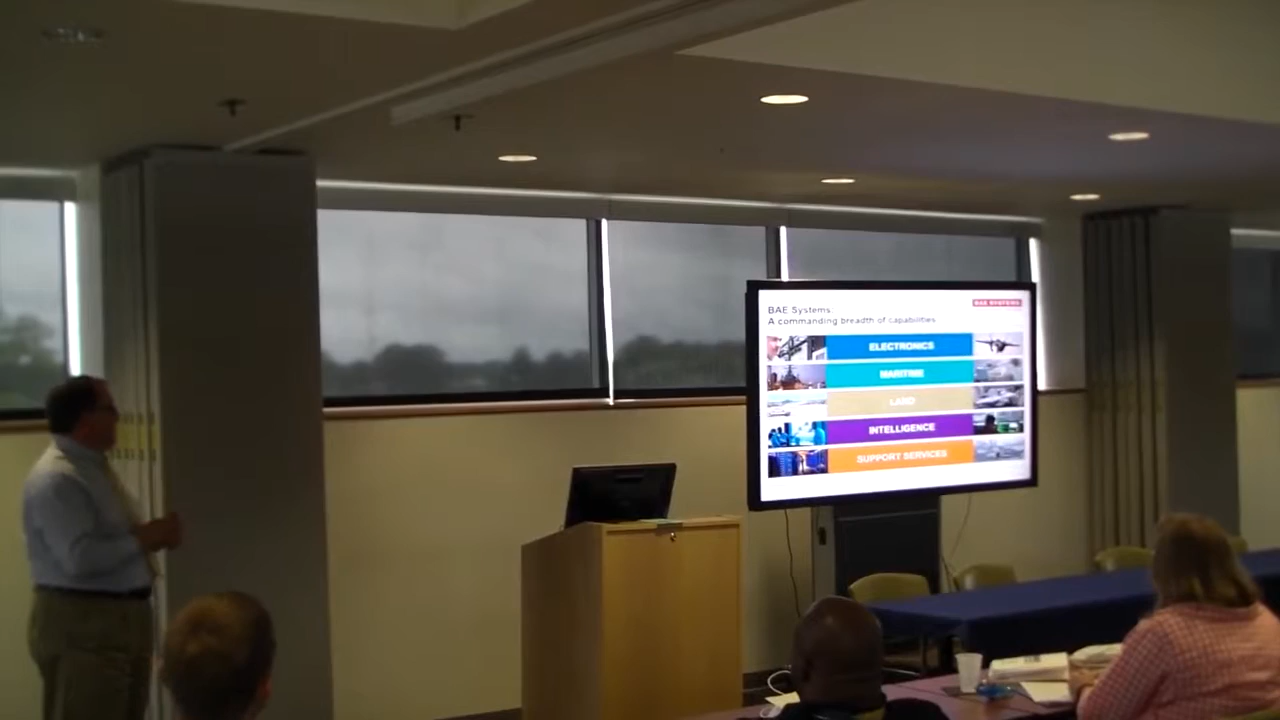 BAE SYSTEMS
BAE Systems:
A commanding breadth of capabilities
ELECTRONICS
MARITIME
LAND
INTELLIGENCE
SUPPORT SERVICES